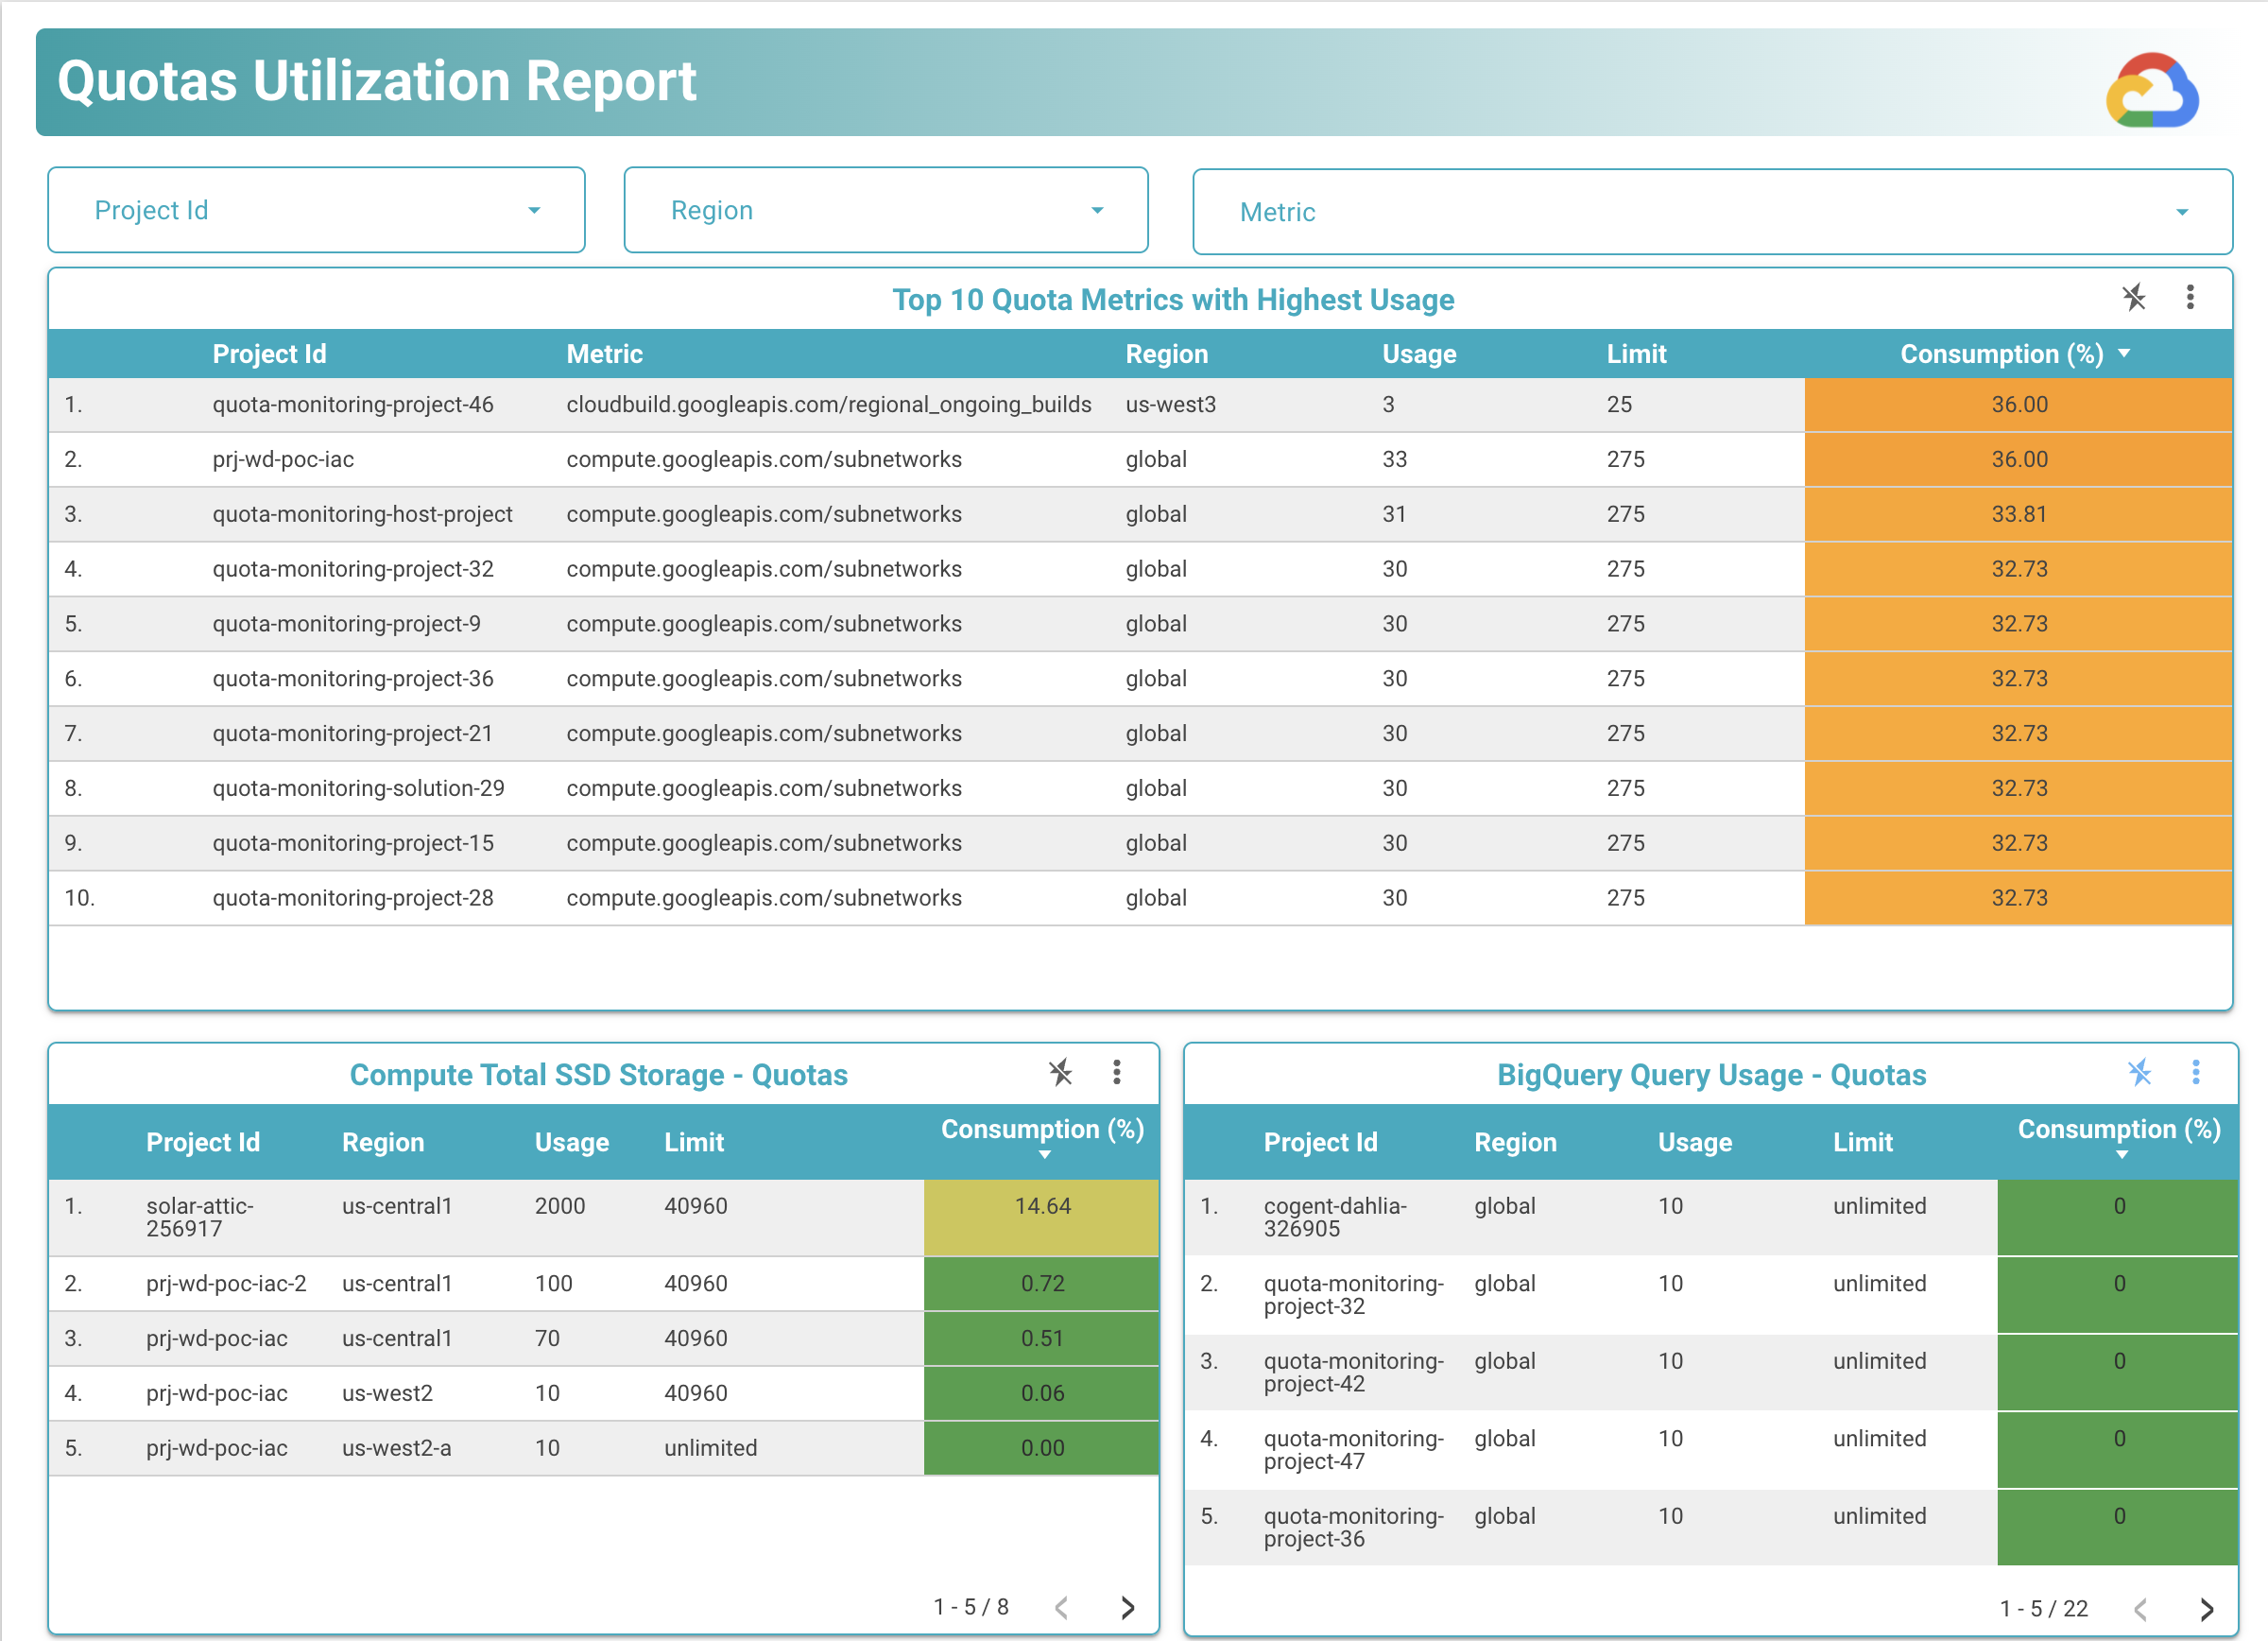 Quotas Utilization Report
Project Id Region Metric
Top 10 Quota Metrics with Highest Usage
Project Id Metric Region Usage Limit Consumption (%)
1. quota-monitoring-project-46 cloudbuild.googleapis.com/regional_ongoing_builds us-west3 3 25 36.00
2. prj-wd-poc-iac compute.googleapis.com/subnetworks global 33 275 36.00
3. quota-monitoring-host-project compute.googleapis.com/subnetworks global 31 275 33.81
4. quota-monitoring-project-32 compute.googleapis.com/subnetworks global 30 275 32.73
5. quota-monitoring-project-9 compute.googleapis.com/subnetworks global 30 275 32.73
6. quota-monitoring-project-36 compute.googleapis.com/subnetworks global 30 275 32.73
7. quota-monitoring-project-21 compute.googleapis.com/subnetworks global 30 275 32.73
8. quota-monitoring-solution-29 compute.googleapis.com/subnetworks global 30 275 32.73
9. quota-monitoring-project-15 compute.googleapis.com/subnetworks global 30 275 32.73
10. quota-monitoring-project-28 compute.googleapis.com/subnetworks global 30 275 32.73
Compute Total SSD Storage - Quotas
Project Id Region Usage Limit Consumption (%)
1. solar-attic- us-central1 2000 40960 14.64
256917
2. prj-wd-poc-iac-2 us-central1 100 40960 0.72
3. prj-wd-poc-iac us-central1 70 40960 0.51
4. prj-wd-poc-iac us-west2 10 40960 0.06
5. prj-wd-poc-iac us-west2-a 10 unlimited 0.00
1 - 5 / 8
BigQuery Query Usage - Quotas
Project Id Region Usage Limit Consumption (%)
1. cogent-dahlia- global 10 unlimited 0
326905
2. quota-monitoring- global 10 unlimited 0
project-32
3. quota-monitoring- global 10 unlimited 0
project-42
4. quota-monitoring- global 10 unlimited 0
project-47
5. quota-monitoring- global 10 unlimited 0
project-36
1 - 5 / 22